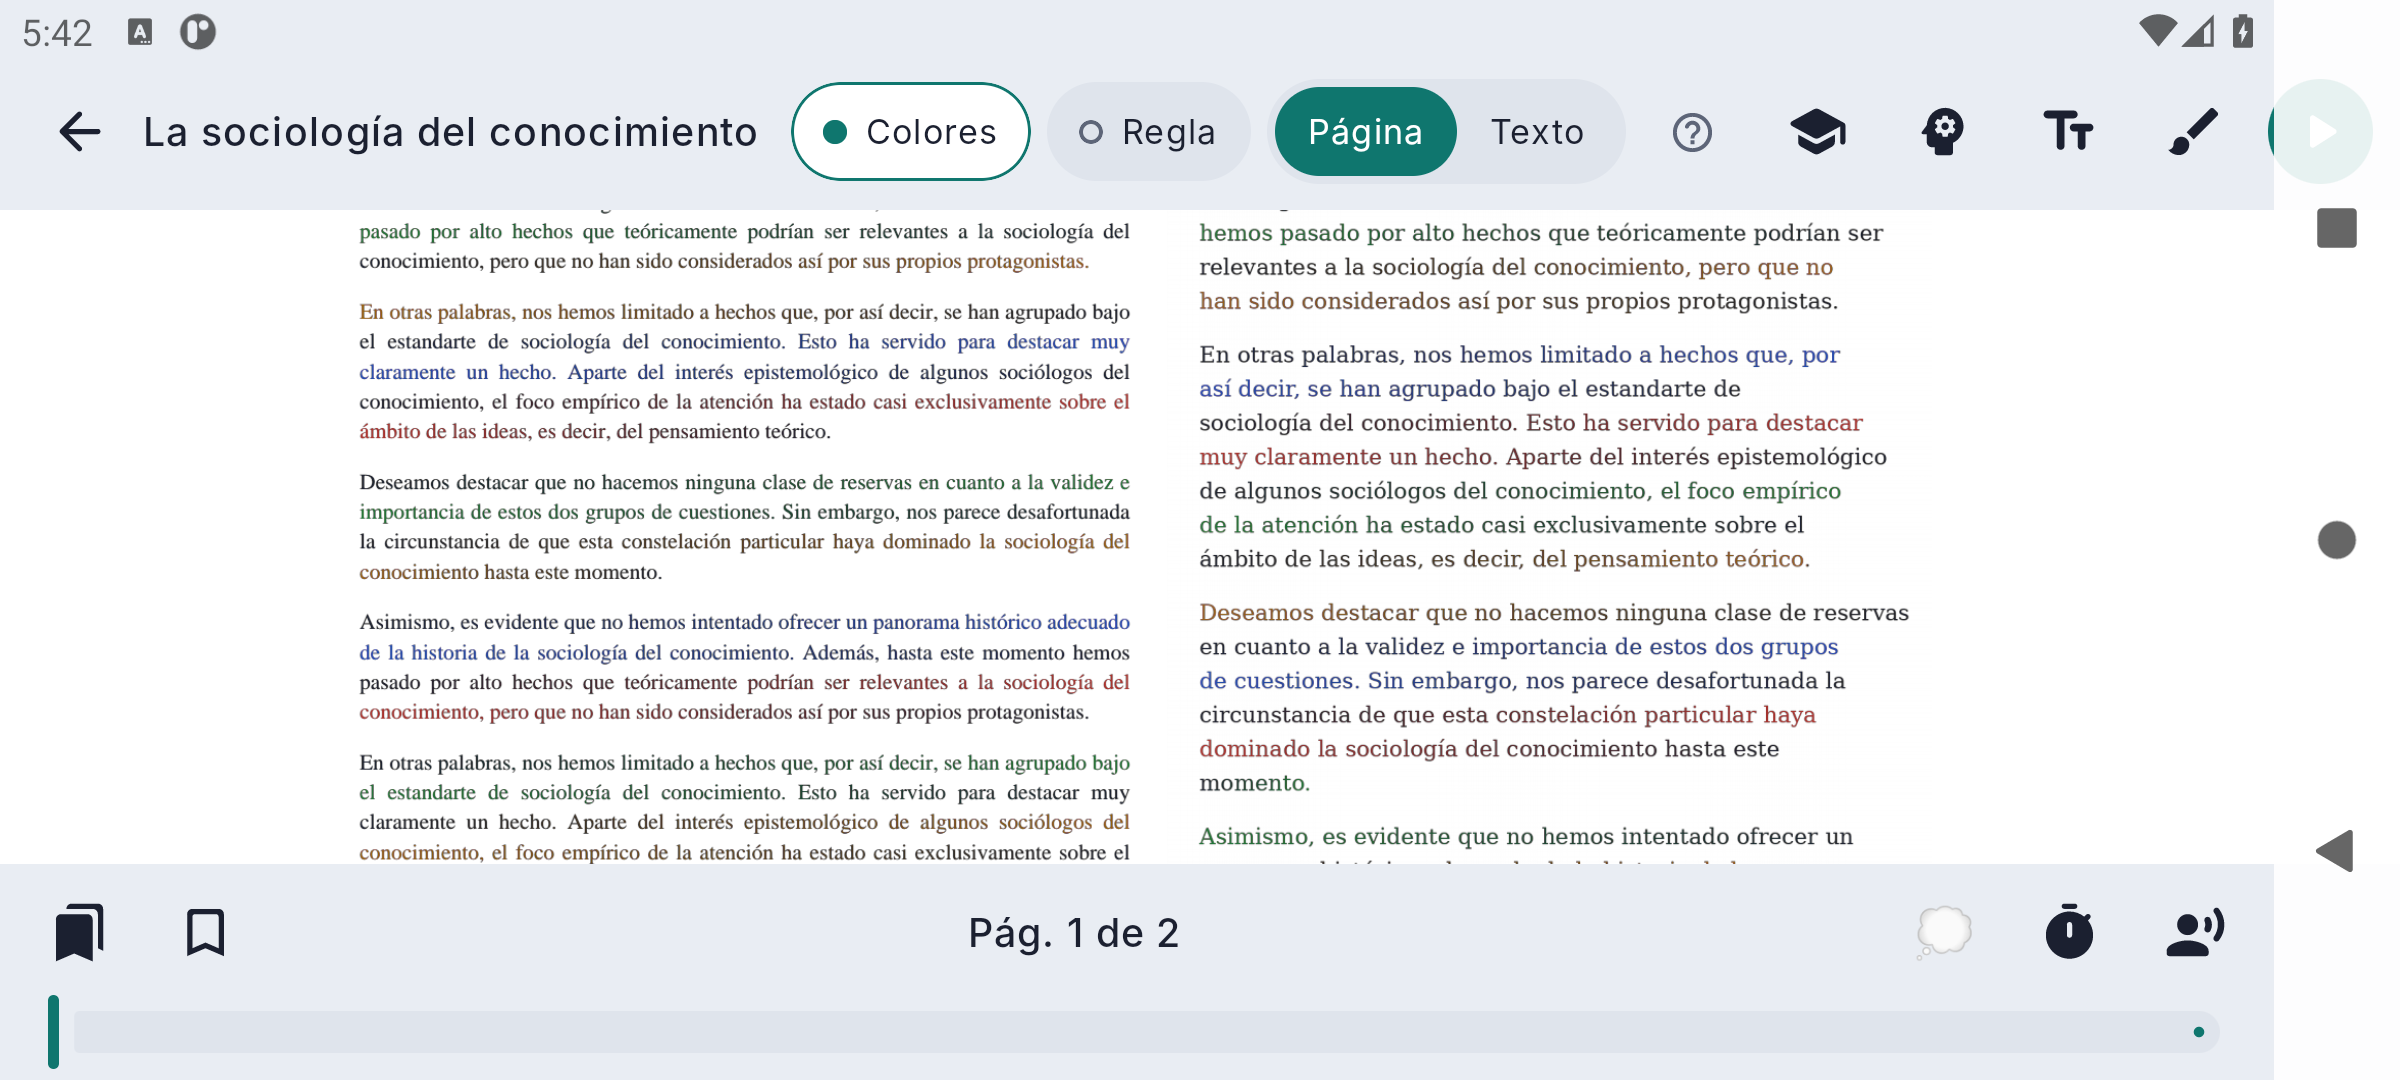 5:42
La sociología del conocimiento
Colores
Regla
Página
Texto
pasado por alto hechos que teóricamente podrían ser relevantes a la sociología del
conocimiento, pero que no han sido considerados así por sus propios protagonistas.
En otras palabras, nos hemos limitado a hechos que, por así decir, se han agrupado bajo
el estandarte de sociología del conocimiento. Esto ha servido para destacar muy
claramente un hecho. Aparte del interés epistemológico de algunos sociólogos del
conocimiento, el foco empírico de la atención ha estado casi exclusivamente sobre el
ámbito de las ideas, es decir, del pensamiento teórico.
Deseamos destacar que no hacemos ninguna clase de reservas en cuanto a la validez e
importancia de estos dos grupos de cuestiones. Sin embargo, nos parece desafortunada
la circunstancia de que esta constelación particular haya dominado la sociología del
conocimiento hasta este momento.
Asimismo, es evidente que no hemos intentado ofrecer un panorama histórico adecuado
de la historia de la sociología del conocimiento. Además, hasta este momento hemos
pasado por alto hechos que teóricamente podrían ser relevantes a la sociología del
conocimiento, pero que no han sido considerados así por sus propios protagonistas.
En otras palabras, nos hemos limitado a hechos que, por así decir, se han agrupado bajo
el estandarte de sociología del conocimiento. Esto ha servido para destacar muy
claramente un hecho. Aparte del interés epistemológico de algunos sociólogos del
conocimiento, el foco empírico de la atención ha estado casi exclusivamente sobre el
hemos pasado por alto hechos que teóricamente podrían ser
relevantes a la sociología del conocimiento, pero que no
han sido considerados así por sus propios protagonistas.
En otras palabras, nos hemos limitado a hechos que, por
así decir, se han agrupado bajo el estandarte de
sociología del conocimiento. Esto ha servido para destacar
muy claramente un hecho. Aparte del interés epistemológico
de algunos sociólogos del conocimiento, el foco empírico
de la atención ha estado casi exclusivamente sobre el
ámbito de las ideas, es decir, del pensamiento teórico.
Deseamos destacar que no hacemos ninguna clase de reservas
en cuanto a la validez e importancia de estos dos grupos
de cuestiones. Sin embargo, nos parece desafortunada la
circunstancia de que esta constelación particular haya
dominado la sociología del conocimiento hasta este
momento.
Asimismo, es evidente que no hemos intentado ofrecer un
Pág. 1 de 2